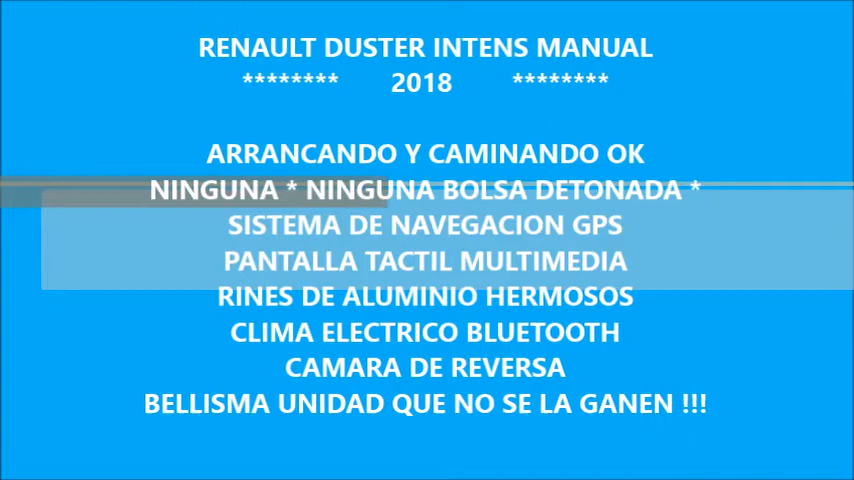 RENAULT DUSTER INTENS MANUAL
******** 2018 ********
ARRANCANDO Y CAMINANDO OK
NINGUNA * NINGUNA BOLSA DETONADA *
SISTEMA DE NAVEGACION GPS
PANTALLA TACTIL MULTIMEDIA
RINES DE ALUMINIO HERMOSOS
CLIMA ELECTRICO BLUETOOTH
CAMARA DE REVERSA
BELLISMA UNIDAD QUE NO SE LA GANEN !!!